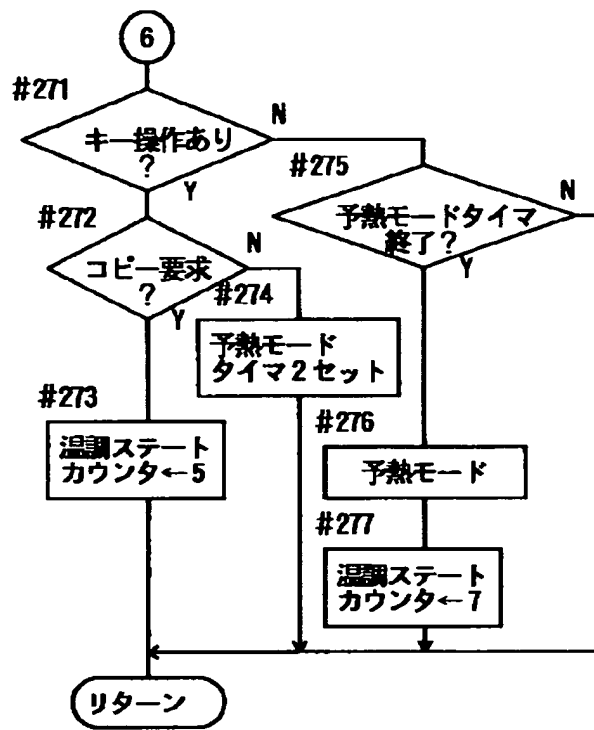 6
#271
キー操作あり
?
N
Y
#275
予熱モードタイマ
終了?
N
Y
#272
コピー要求
?
N
Y
#274
予熱モード
タイマ2セット
#273
温調ステート
カウンタ←5
#276
予熱モード
#277
温調ステート
カウンタ←7
リターン